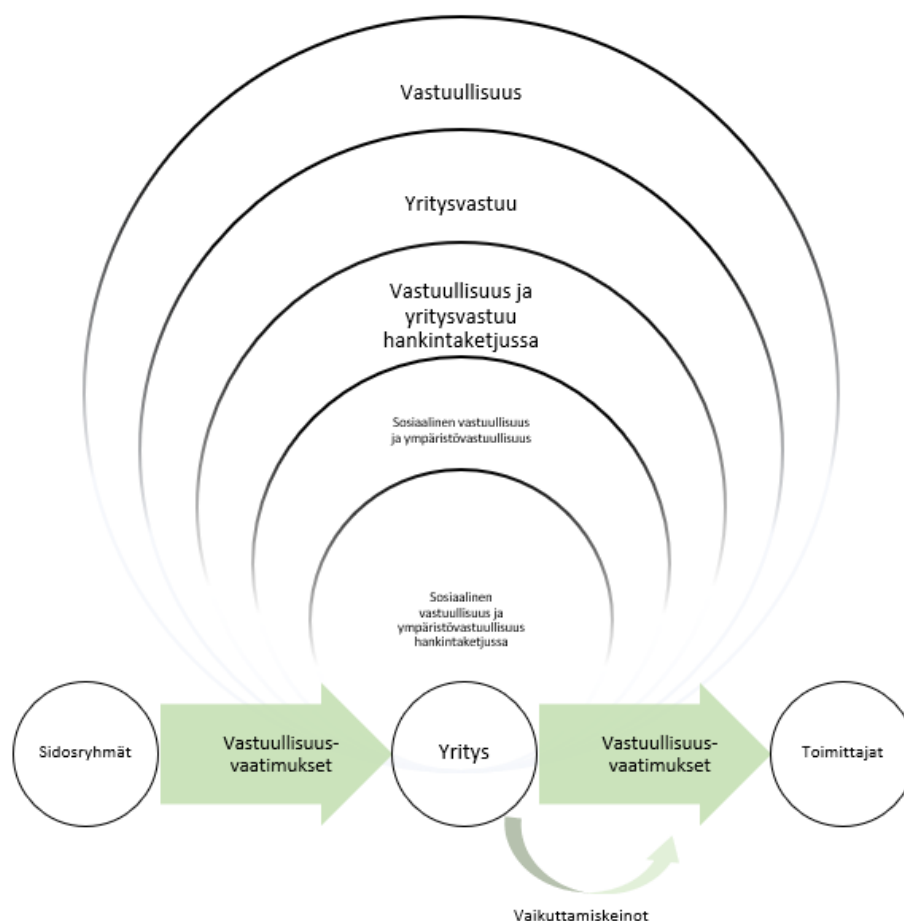 Vastuullisuus
Yritysvastuu
Vastuullisuus ja
yritysvastuu
hankintaketjussa
Sosiaalinen vastuullisuus
ja ympäristövastuullisuus
Sosiaalinen
vastuullisuus ja
ympäristövastuullisuus
hankintaketjussa
Sidosryhmät
Vastuullisuus-
vaatimukset
Yritys
Vastuullisuus-
vaatimukset
Toimittajat
Vaikuttamiskeinot